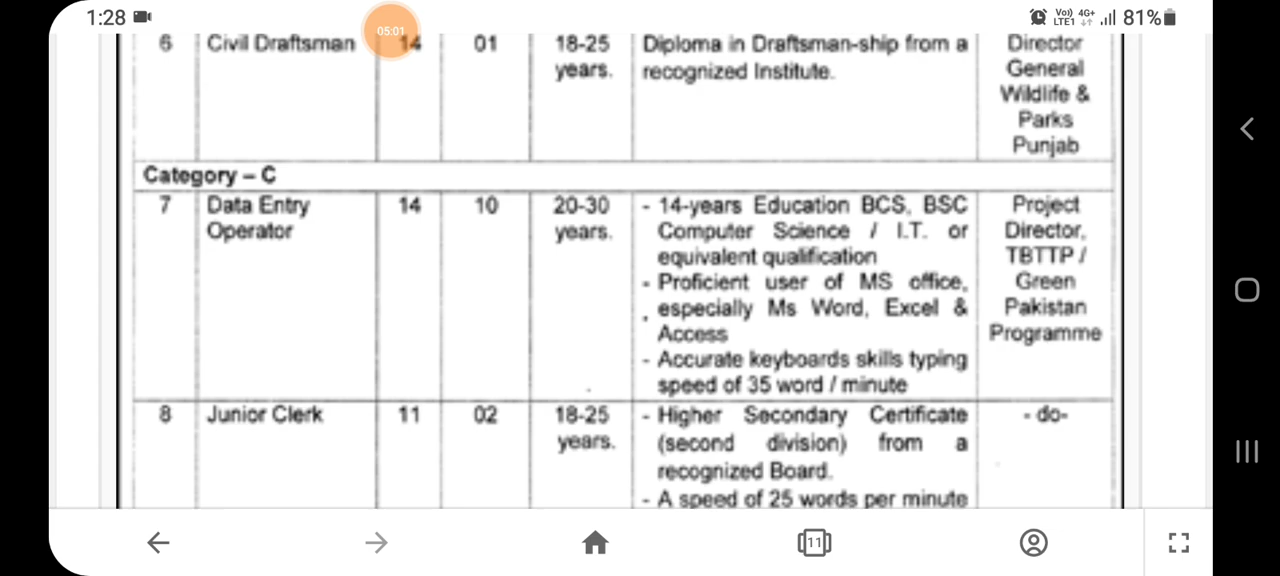 1:28
05:01
Vo)) 4G+
LTE1
81%
6 Civil Draftsman 14 01 18-25 years. Diploma in Draftsman-ship from a recognized Institute. Director General Wildlife & Parks Punjab
Category – C
7 Data Entry Operator 14 10 20-30 years.
- 14-years Education BCS, BSC
Computer Science / I.T. or
equivalent qualification
- Proficient user of MS office,
especially Ms Word, Excel &
Access
- Accurate keyboards skills typing
speed of 35 word / minute
Project
Director,
TBTTP /
Green
Pakistan
Programme
8 Junior Clerk 11 02 18-25 years.
- Higher Secondary Certificate
(second division) from a
recognized Board.
- A speed of 25 words per minute
- do-
11